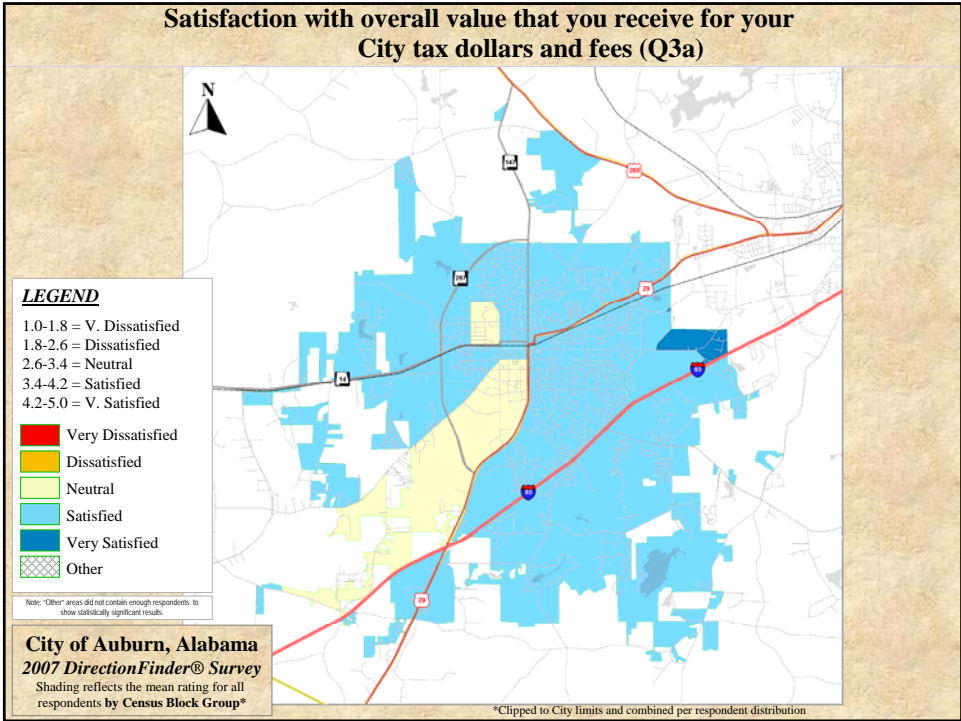 Satisfaction with overall value that you receive for your
City tax dollars and fees (Q3a)
N
147
280
267
29
14
85
85
29
LEGEND
1.0-1.8 = V. Dissatisfied
1.8-2.6 = Dissatisfied
2.6-3.4 = Neutral
3.4-4.2 = Satisfied
4.2-5.0 = V. Satisfied
Very Dissatisfied
Dissatisfied
Neutral
Satisfied
Very Satisfied
Other
Note: "Other" areas did not contain enough respondents to
show statistically significant results.
City of Auburn, Alabama
2007 DirectionFinder® Survey
Shading reflects the mean rating for all
respondents by Census Block Group*
*Clipped to City limits and combined per respondent distribution